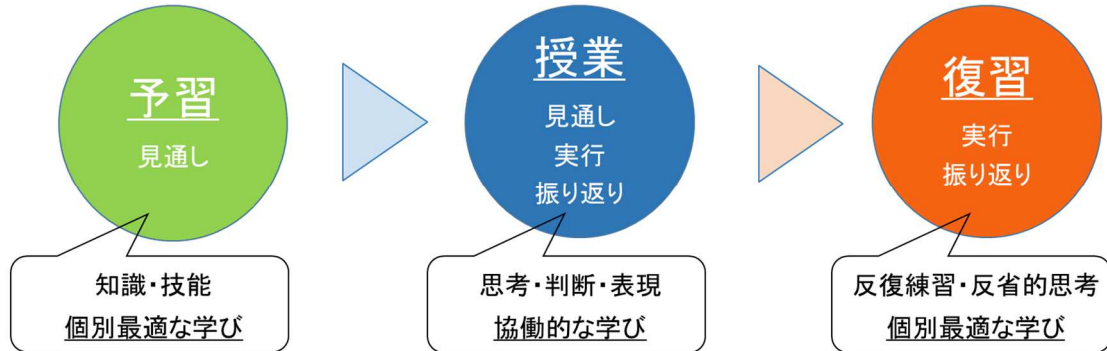 予習
見通し
授業
見通し
実行
振り返り
復習
実行
振り返り
知識・技能
個別最適な学び
思考・判断・表現
協働的な学び
反復練習・反省的思考
個別最適な学び